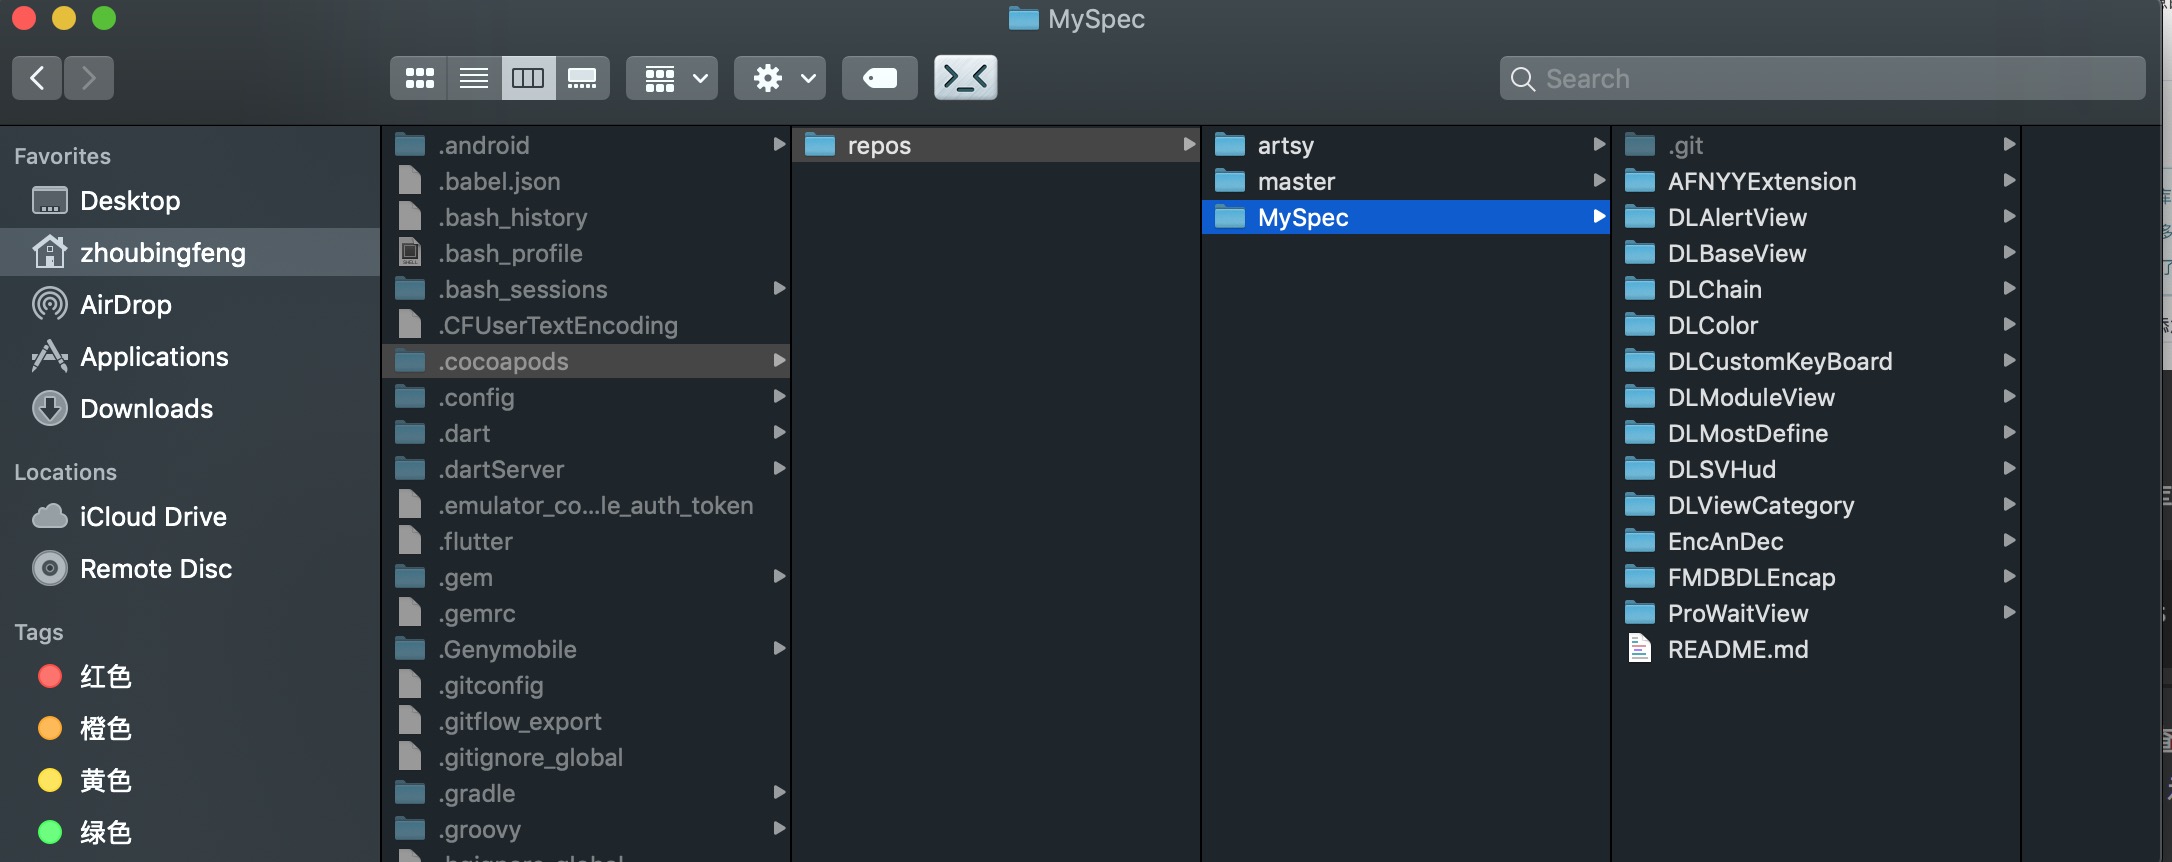 MySpec
Search
Favorites
Desktop
zhoubingfeng
AirDrop
Applications
Downloads
Locations
iCloud Drive
Remote Disc
Tags
红色
橙色
黄色
绿色
.android
.babel.json
.bash_history
.bash_profile
.bash_sessions
.CFUserTextEncoding
.cocoapods
.config
.dart
.dartServer
.emulator_co...le_auth_token
.flutter
.gem
.gemrc
.Genymobile
.gitconfig
.gitflow_export
.gitignore_global
.gradle
.groovy
repos
artsy
master
MySpec
.git
AFNYYExtension
DLAlertView
DLBaseView
DLChain
DLColor
DLCustomKeyBoard
DLModuleView
DLMostDefine
DLSVHud
DLViewCategory
EncAnDec
FMDBDLEncap
ProWaitView
README.md